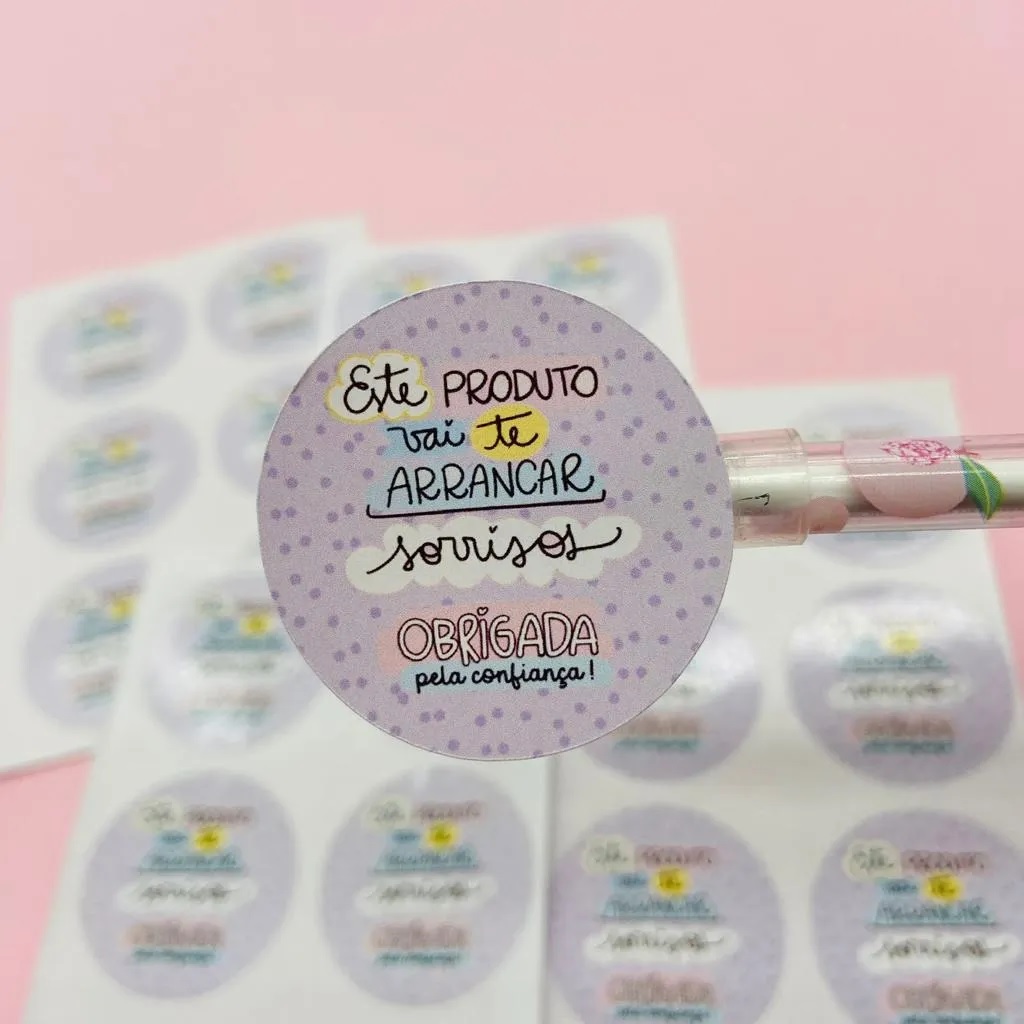 Este PRODUTO
vai te
ARRANCAR
sorrisos
OBRIGADA
pela confiança!